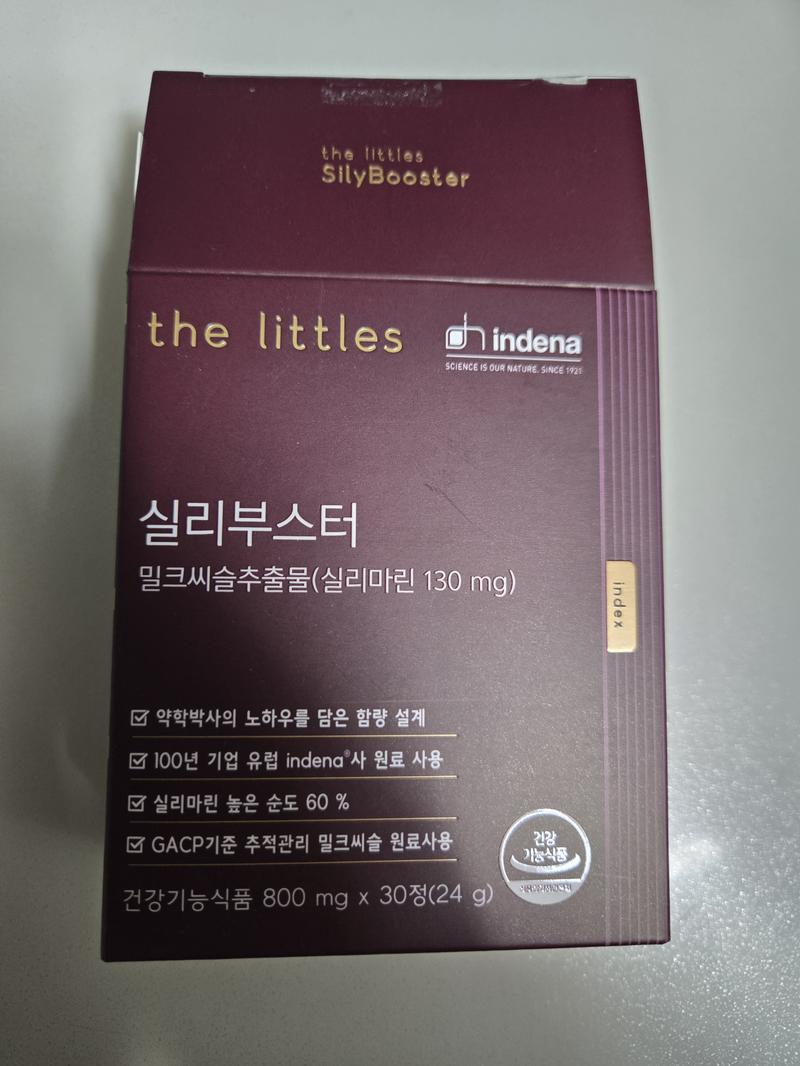 the littles
SilyBooster
the littles
indena
SCIENCE IS OUR NATURE. SINCE 1921
실리부스터
밀크씨슬추출물(실리마린 130 mg)
index
약학박사의 노하우를 담은 함량 설계
100년 기업 유럽 indena®사 원료 사용
실리마린 높은 순도 60 %
GACP기준 추적관리 밀크씨슬 원료사용
건강
기능식품
건강기능식품 800 mg x 30정(24 g)